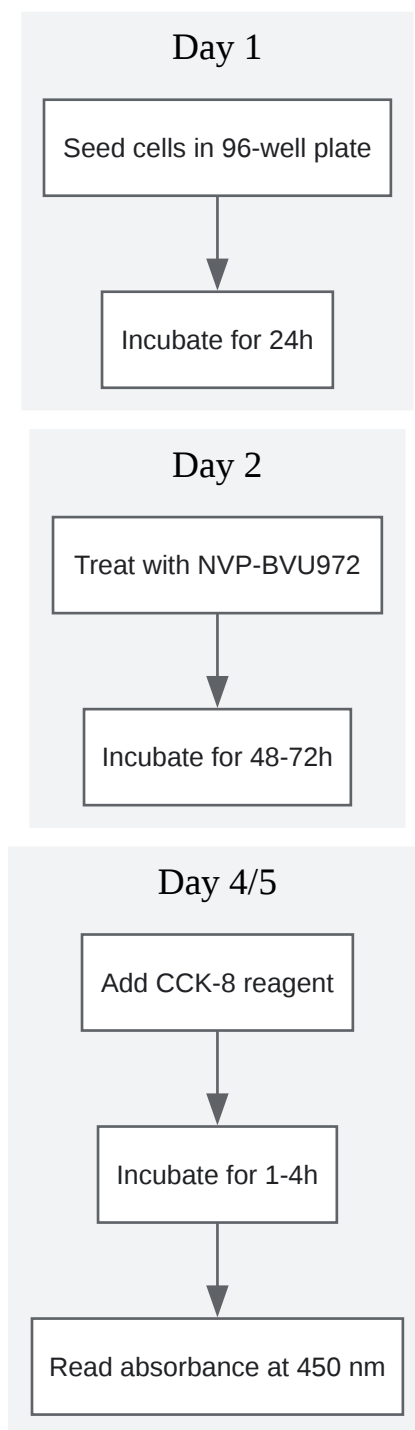 Day 1
Seed cells in 96-well plate
Incubate for 24h
Day 2
Treat with NVP-BVU972
Incubate for 48-72h
Day 4/5
Add CCK-8 reagent
Incubate for 1-4h
Read absorbance at 450 nm